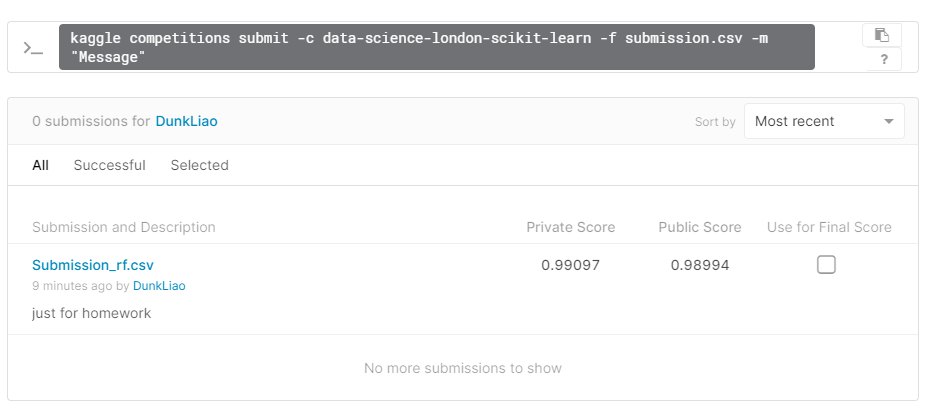 kaggle competitions submit -c data-science-london-scikit-learn -f submission.csv -m
"Message"
?
0 submissions for DunkLiao
Sort by Most recent
All Successful Selected
Submission and Description Private Score Public Score Use for Final Score
Submission_rf.csv 0.99097 0.98994
9 minutes ago by DunkLiao
just for homework
No more submissions to show